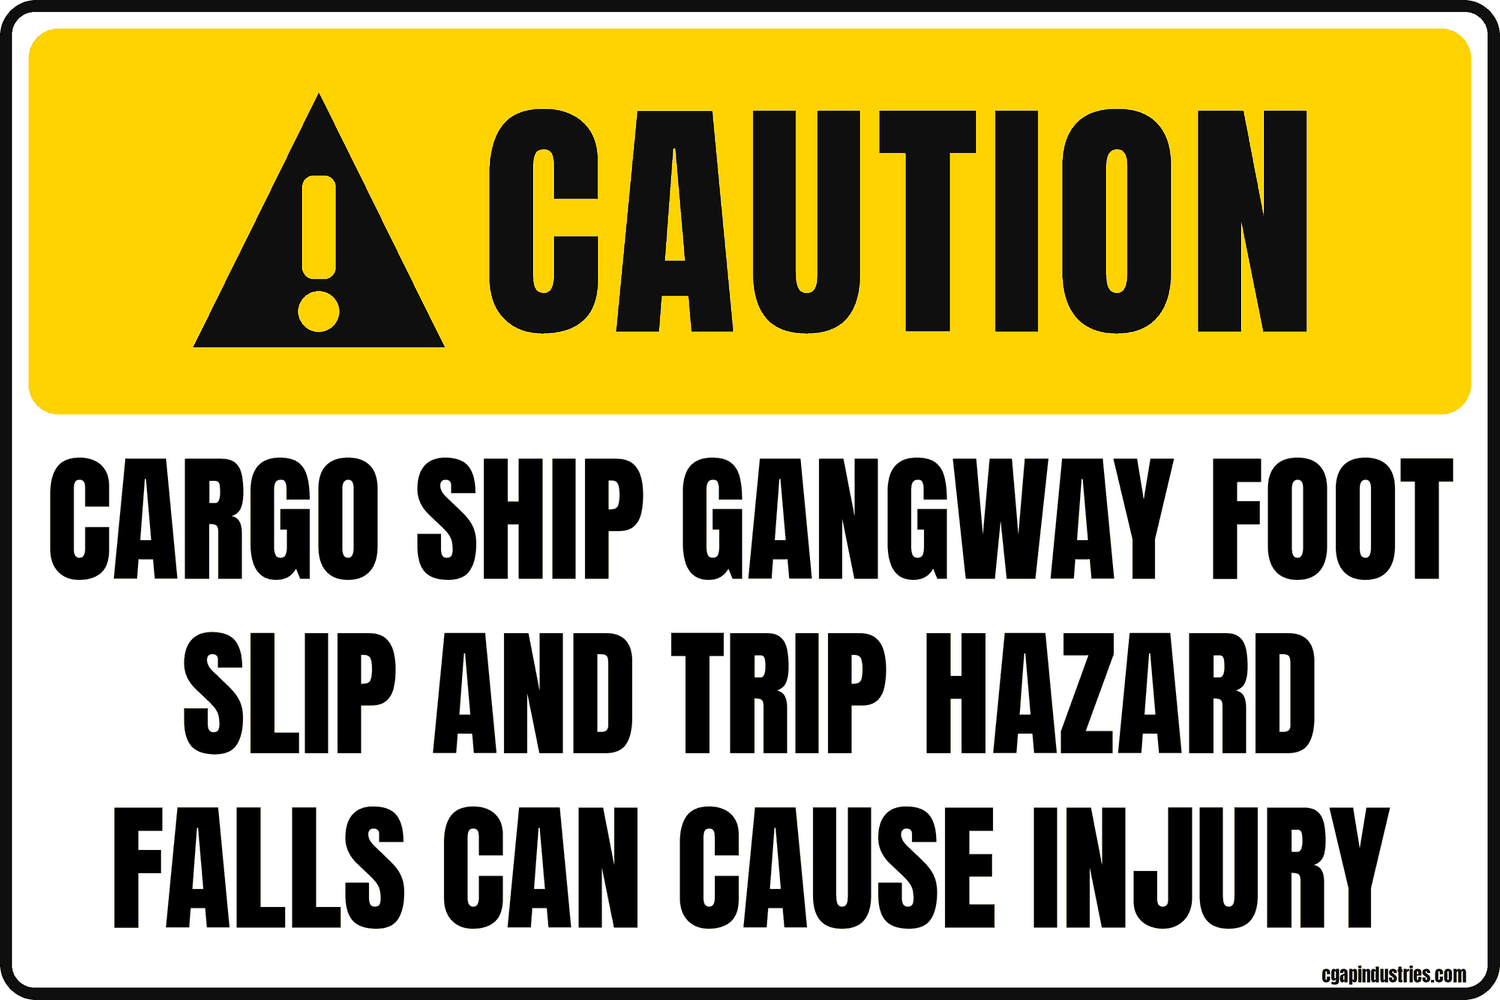 CAUTION
CARGO SHIP GANGWAY FOOT
SLIP AND TRIP HAZARD
FALLS CAN CAUSE INJURY
cgapindustries.com